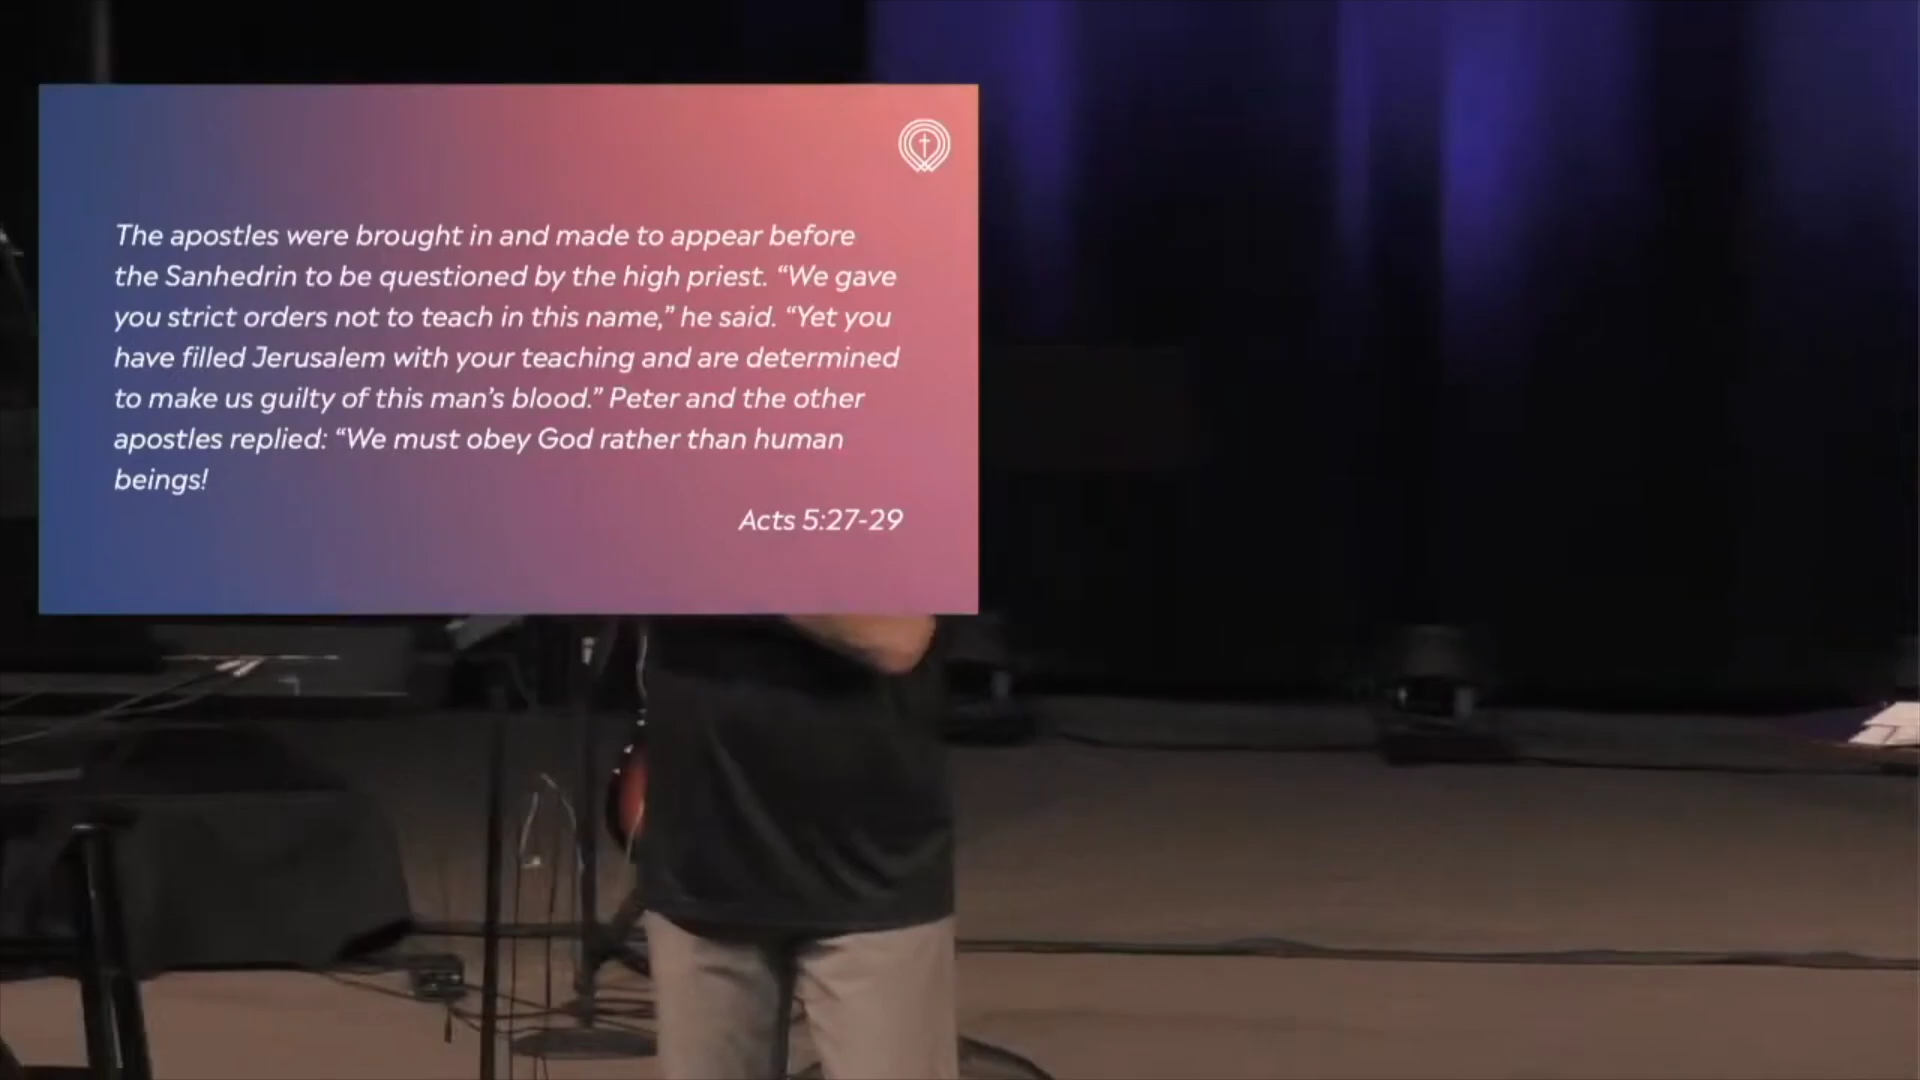 The apostles were brought in and made to appear before
the Sanhedrin to be questioned by the high priest. “We gave
you strict orders not to teach in this name,” he said. “Yet you
have filled Jerusalem with your teaching and are determined
to make us guilty of this man’s blood.” Peter and the other
apostles replied: “We must obey God rather than human
beings!
Acts 5:27-29